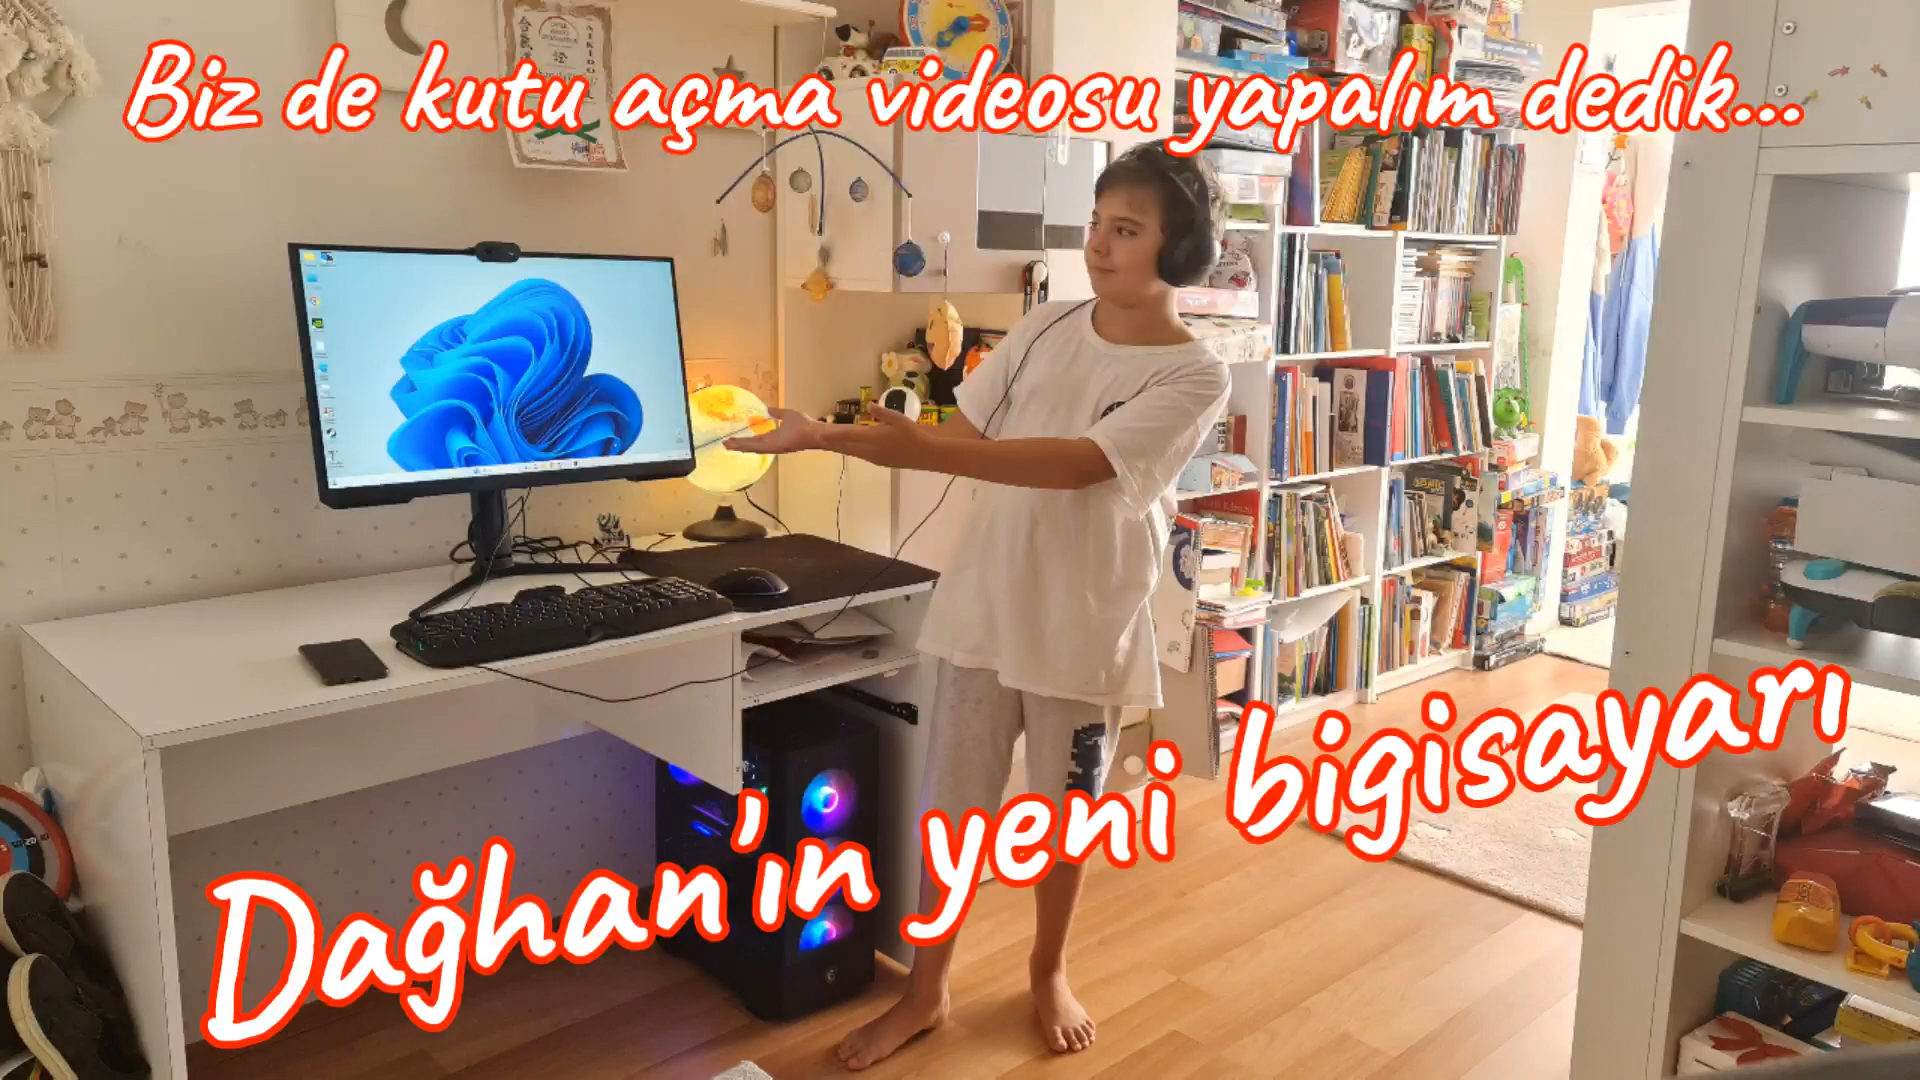 Biz de kutu açma videosu yapalım dedik...
Dağhan'ın yeni bigisayarı